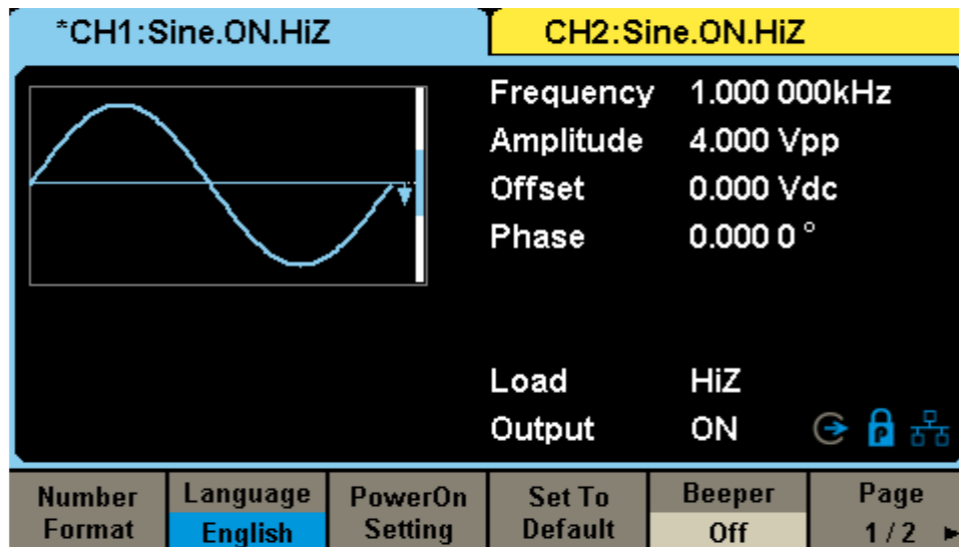 *CH1:Sine.ON.HiZ
CH2:Sine.ON.HiZ
Frequency 1.000 000kHz
Amplitude 4.000 Vpp
Offset 0.000 Vdc
Phase 0.000 0 °
Load HiZ
Output ON
P
Number Format
Language English
PowerOn Setting
Set To Default
Beeper Off
Page 1 / 2 ►